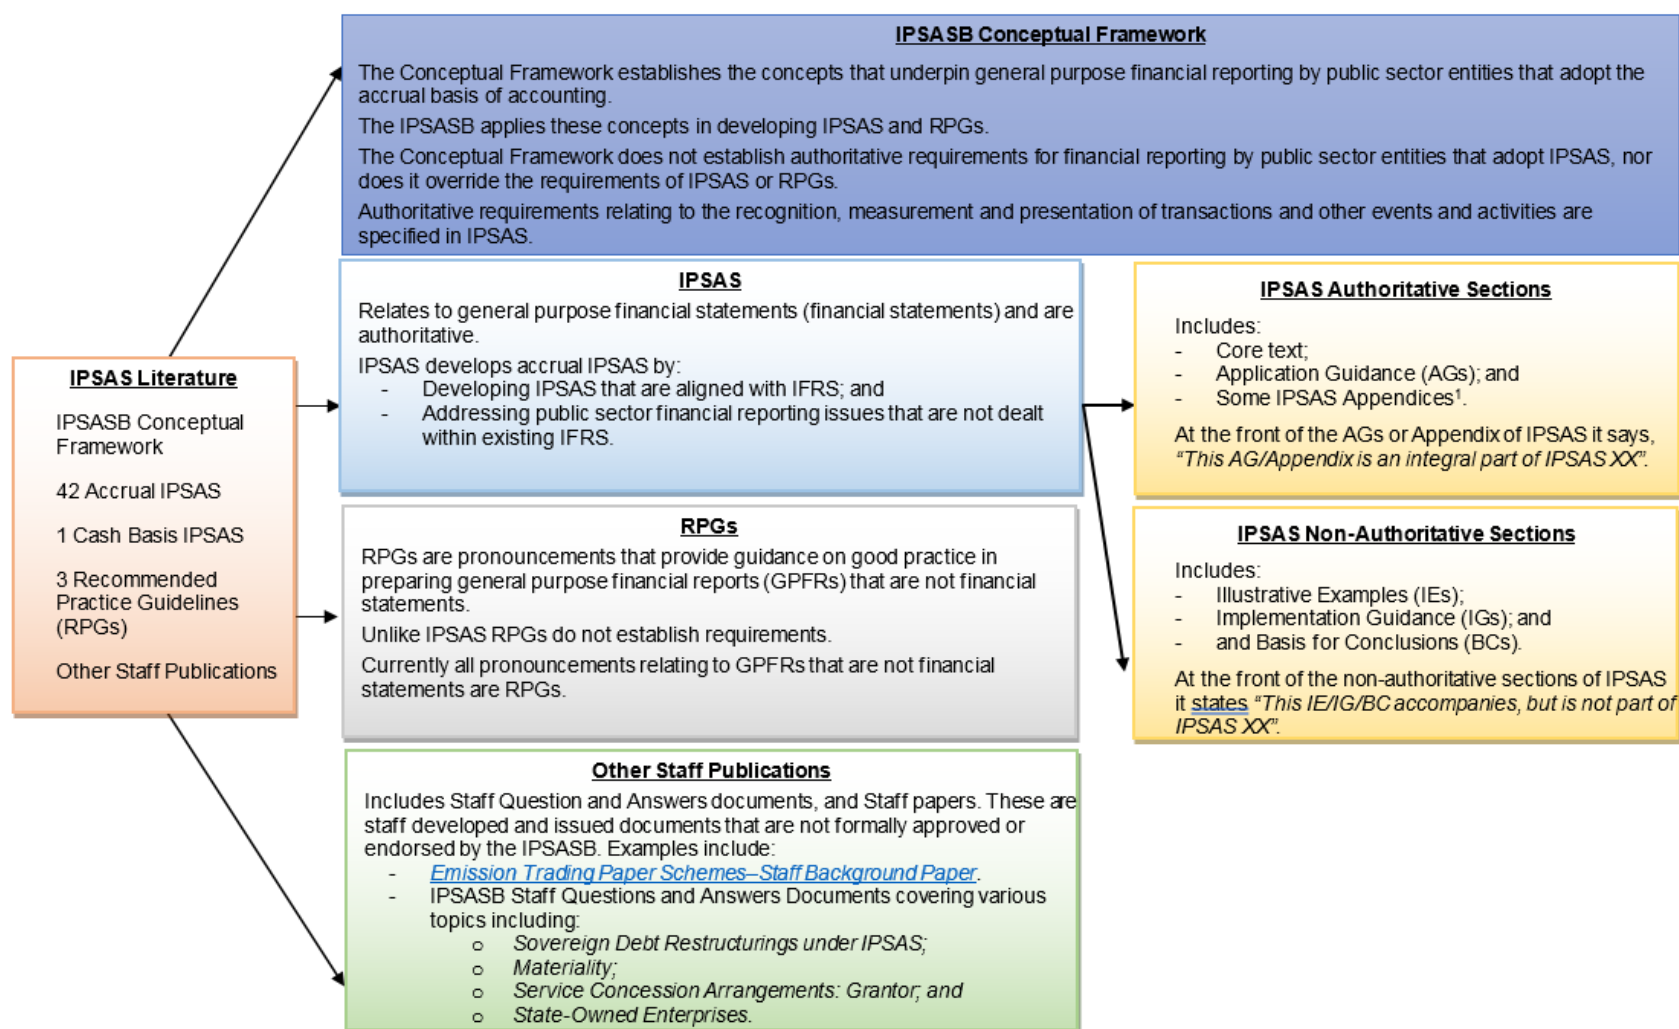 IPSASB Conceptual Framework
The Conceptual Framework establishes the concepts that underpin general purpose financial reporting by public sector entities that adopt the
accrual basis of accounting.
The IPSASB applies these concepts in developing IPSAS and RPGs.
The Conceptual Framework does not establish authoritative requirements for financial reporting by public sector entities that adopt IPSAS, nor
does it override the requirements of IPSAS or RPGs.
Authoritative requirements relating to the recognition, measurement and presentation of transactions and other events and activities are
specified in IPSAS.
IPSAS Literature
IPSASB Conceptual
Framework
42 Accrual IPSAS
1 Cash Basis IPSAS
3 Recommended
Practice Guidelines
(RPGs)
Other Staff Publications
IPSAS
Relates to general purpose financial statements (financial statements) and are
authoritative.
IPSAS develops accrual IPSAS by:
- Developing IPSAS that are aligned with IFRS; and
- Addressing public sector financial reporting issues that are not dealt
within existing IFRS.
IPSAS Authoritative Sections
Includes:
- Core text;
- Application Guidance (AGs); and
- Some IPSAS Appendices¹.
At the front of the AGs or Appendix of IPSAS it says,
“This AG/Appendix is an integral part of IPSAS XX”.
IPSAS Non-Authoritative Sections
Includes:
- Illustrative Examples (IEs);
- Implementation Guidance (IGs); and
- and Basis for Conclusions (BCs).
At the front of the non-authoritative sections of IPSAS
it states “This IE/IG/BC accompanies, but is not part of
IPSAS XX”.
RPGs
RPGs are pronouncements that provide guidance on good practice in
preparing general purpose financial reports (GPFRs) that are not financial
statements.
Unlike IPSAS RPGs do not establish requirements.
Currently all pronouncements relating to GPFRs that are not financial
statements are RPGs.
Other Staff Publications
Includes Staff Question and Answers documents, and Staff papers. These are
staff developed and issued documents that are not formally approved or
endorsed by the IPSASB. Examples include:
- Emission Trading Paper Schemes–Staff Background Paper.
- IPSASB Staff Questions and Answers Documents covering various
topics including:
o Sovereign Debt Restructurings under IPSAS;
o Materiality;
o Service Concession Arrangements: Grantor; and
o State-Owned Enterprises.